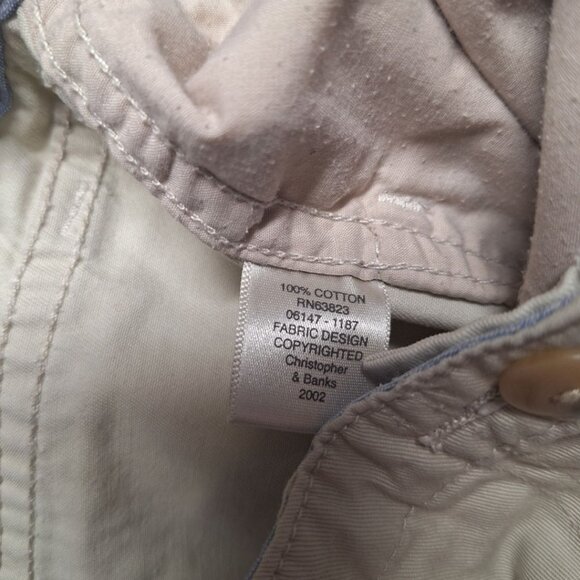 100% COTTON
RN63823
06147 - 1187
FABRIC DESIGN
COPYRIGHTED
Christopher
& Banks
2002